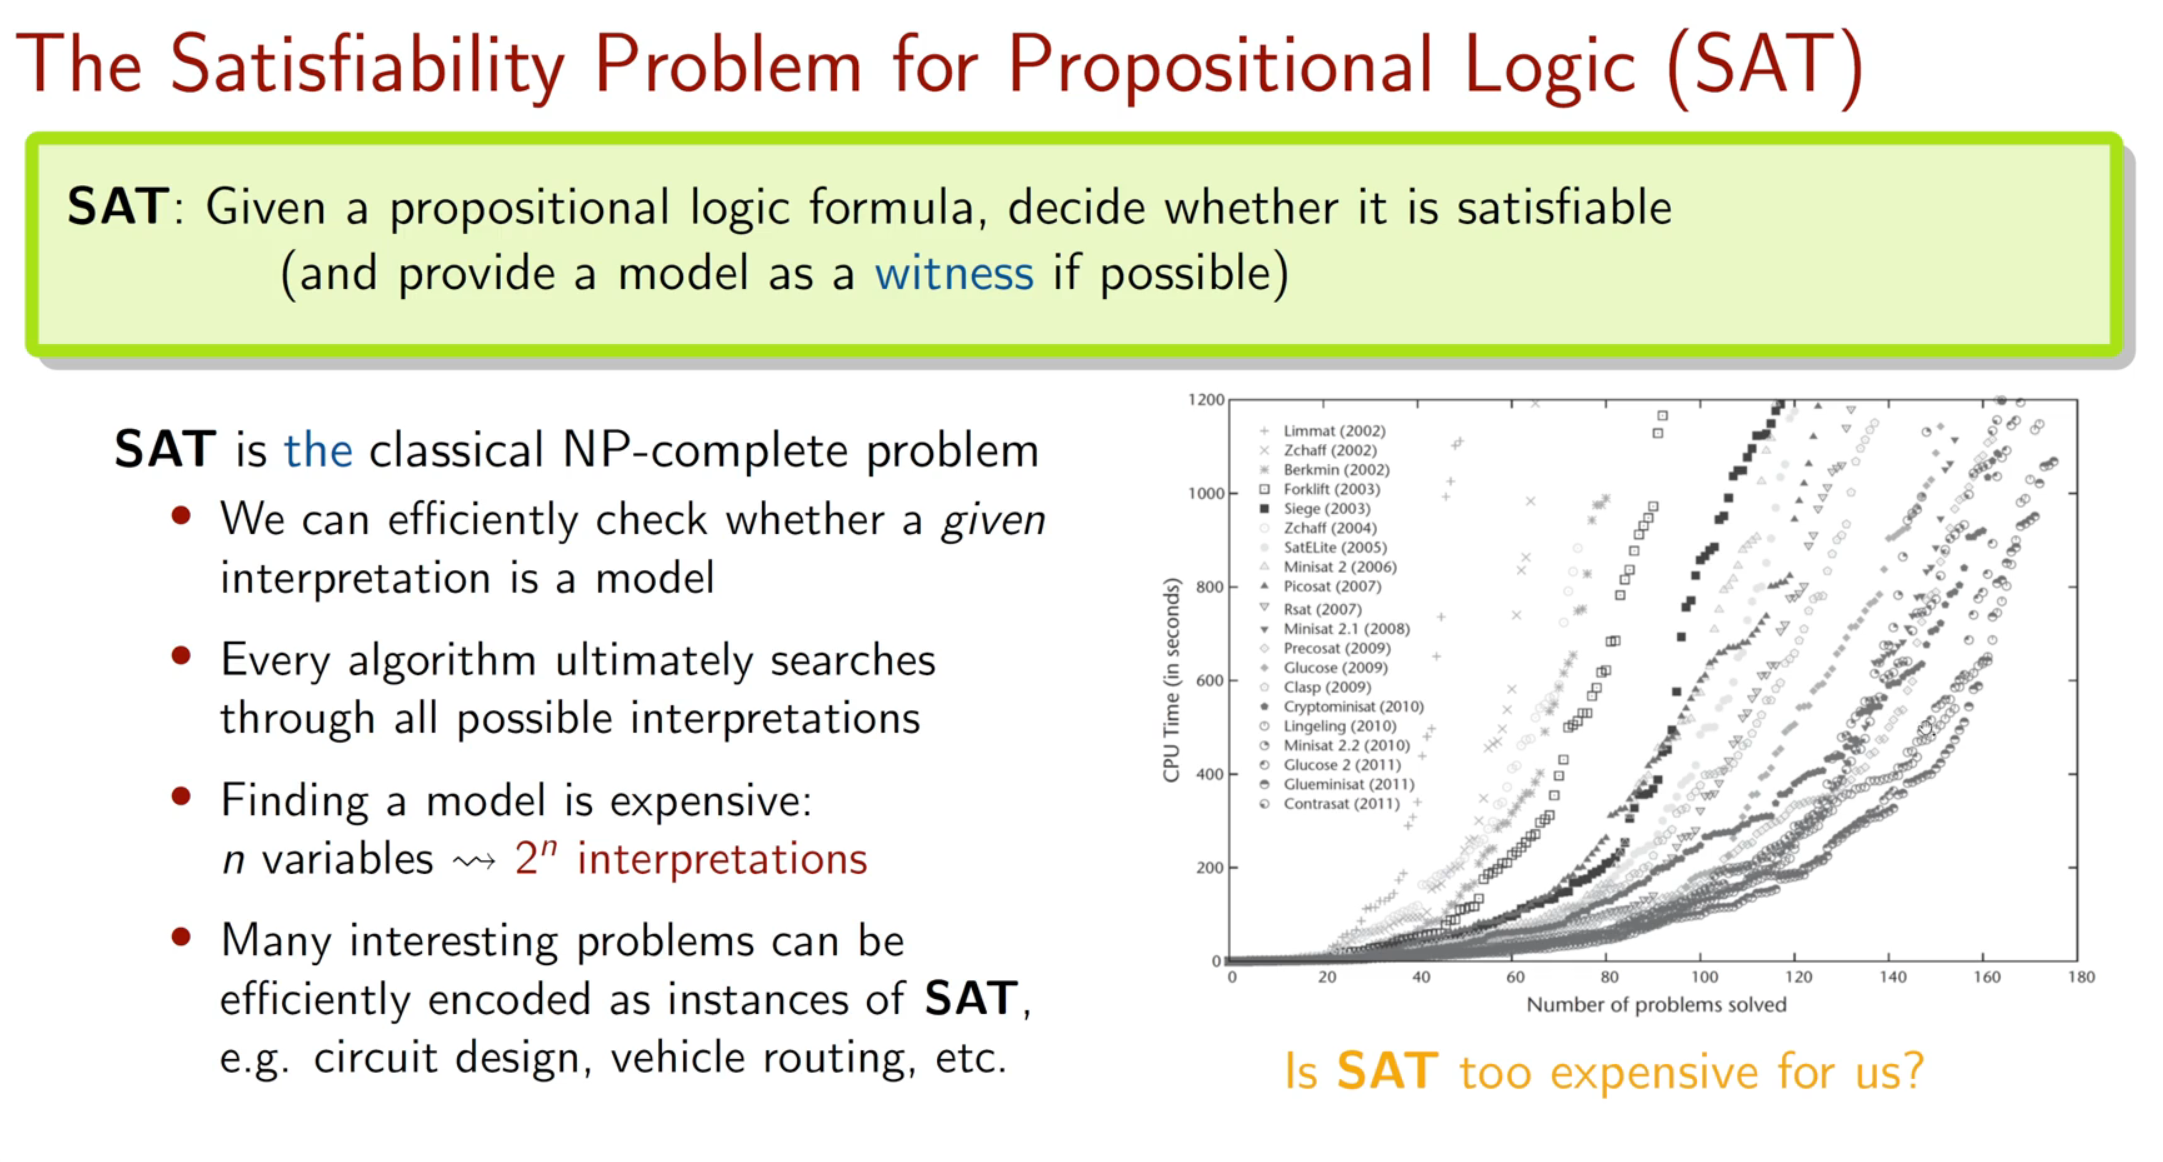 The Satisfiability Problem for Propositional Logic (SAT)
SAT: Given a propositional logic formula, decide whether it is satisfiable
(and provide a model as a witness if possible)
SAT is the classical NP-complete problem
• We can efficiently check whether a given
interpretation is a model
• Every algorithm ultimately searches
through all possible interpretations
• Finding a model is expensive:
n variables ⇝ 2ⁿ interpretations
• Many interesting problems can be
efficiently encoded as instances of SAT,
e.g. circuit design, vehicle routing, etc.
CPU Time (in seconds)
1200
1000
800
600
400
200
0
Limmat (2002)
Zchaff (2002)
Berkmin (2002)
Forklift (2003)
Siege (2003)
Zchaff (2004)
SatELite (2005)
Minisat 2 (2006)
Picosat (2007)
Rsat (2007)
Minisat 2.1 (2008)
Precosat (2009)
Glucose (2009)
Clasp (2009)
Cryptominisat (2010)
Lingeling (2010)
Minisat 2.2 (2010)
Glucose 2 (2011)
Glueminisat (2011)
Contrasat (2011)
0 20 40 60 80 100 120 140 160 180
Number of problems solved
Is SAT too expensive for us?